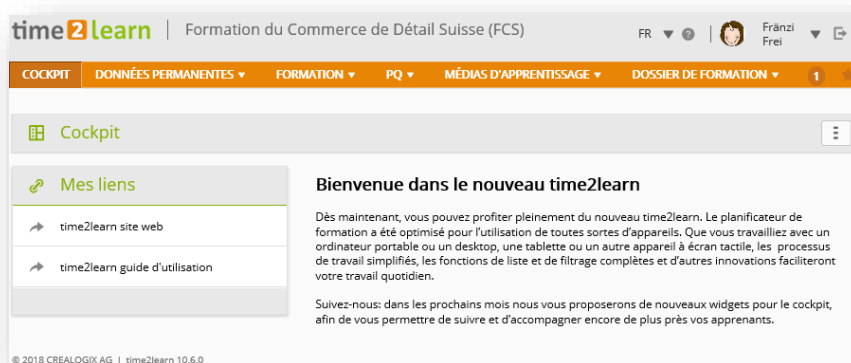 time2learn | Formation du Commerce de Détail Suisse (FCS) FR Fränzi Frei
COCKPIT DONNÉES PERMANENTES FORMATION PQ MÉDIAS D'APPRENTISSAGE DOSSIER DE FORMATION 1
Cockpit
Mes liens
time2learn site web
time2learn guide d'utilisation
Bienvenue dans le nouveau time2learn
Dès maintenant, vous pouvez profiter pleinement du nouveau time2learn. Le planificateur de
formation a été optimisé pour l'utilisation de toutes sortes d'appareils. Que vous travailliez avec un
ordinateur portable ou un desktop, une tablette ou un autre appareil à écran tactile, les processus
de travail simplifiés, les fonctions de liste et de filtrage complètes et d'autres innovations faciliteront
votre travail quotidien.
Suivez-nous: dans les prochains mois nous vous proposerons de nouveaux widgets pour le cockpit,
afin de vous permettre de suivre et d'accompagner encore de plus près vos apprenants.
© 2018 CREALOGIX AG | time2learn 10.6.0